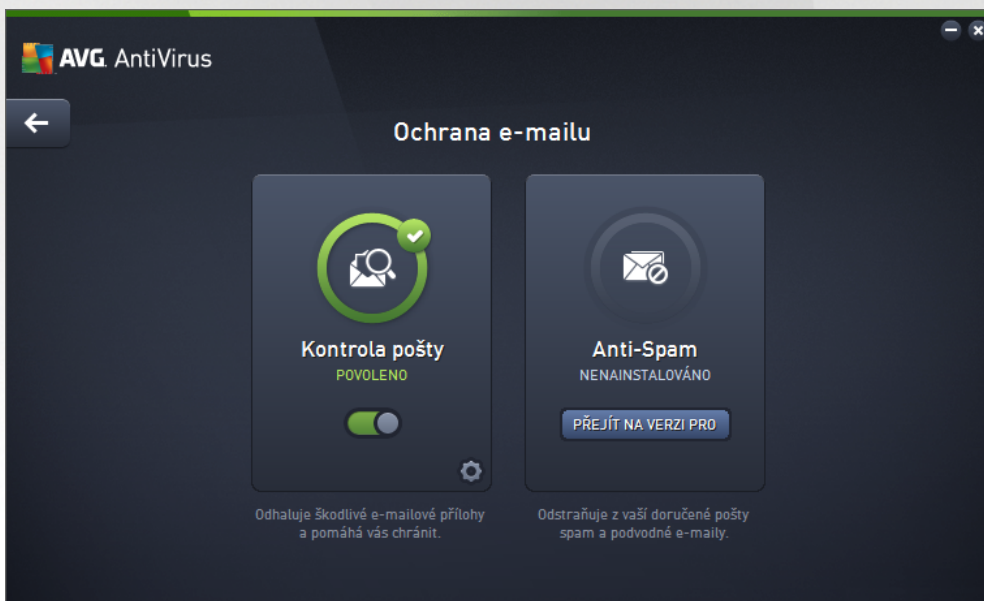 AVG. AntiVirus
Ochrana e-mailu
Kontrola pošty
POVOLENO
Odhaluje škodlivé e-mailové přílohy
a pomáhá vás chránit.
Anti-Spam
NENAINSTALOVÁNO
PŘEJÍT NA VERZI PRO
Odstraňuje z vaší doručené pošty
spam a podvodné e-maily.